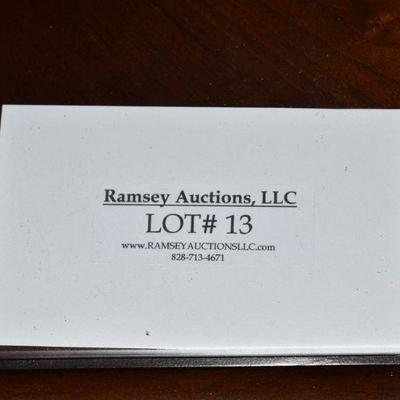 Ramsey Auctions, LLC
LOT# 13
www.RAMSEYAUCTIONSLLC.com
828-713-4671